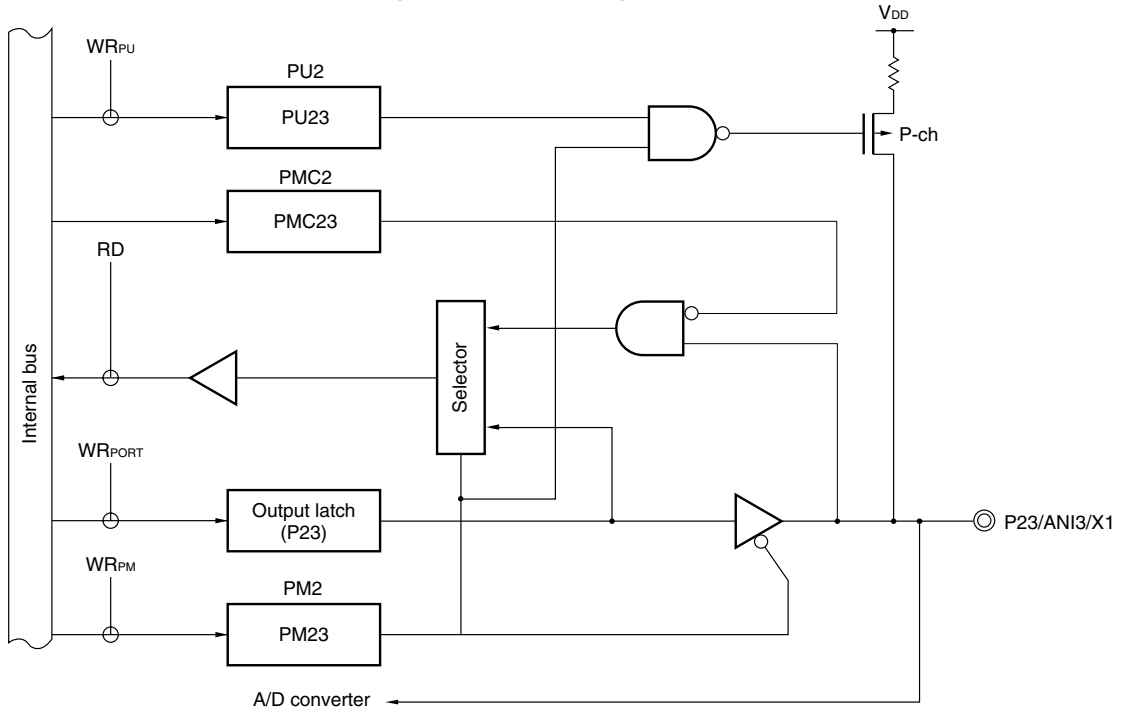 VDD
WRPU
PU2
PU23
P-ch
PMC2
PMC23
RD
Selector
Internal bus
WRPORT
Output latch
(P23)
P23/ANI3/X1
WRPM
PM2
PM23
A/D converter